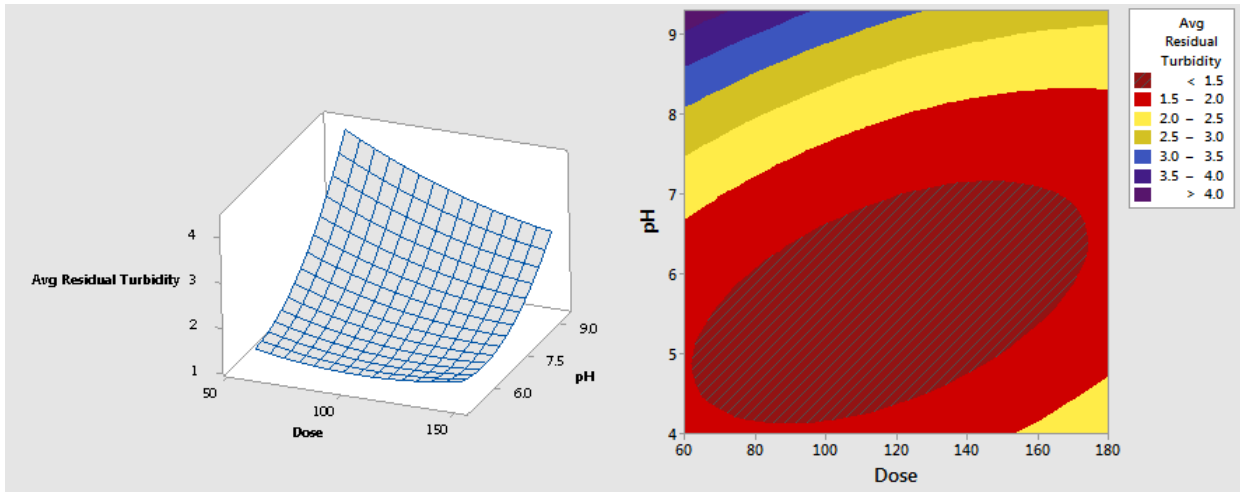 4
3
2
1
Avg Residual Turbidity
50
100
150
Dose
6.0
7.5
9.0
pH
9
8
7
6
5
4
pH
60
80
100
120
140
160
180
Dose
Avg
Residual
Turbidity
< 1.5
1.5 – 2.0
2.0 – 2.5
2.5 – 3.0
3.0 – 3.5
3.5 – 4.0
> 4.0